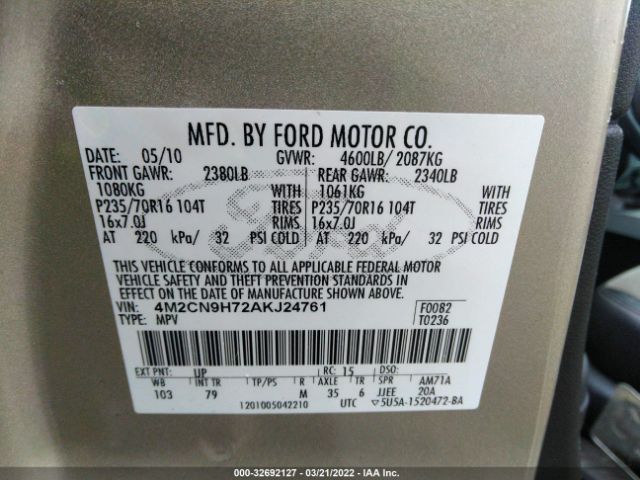 MFD. BY FORD MOTOR CO.
DATE: 05/10 GVWR: 4600LB/ 2087KG
FRONT GAWR: 2380LB REAR GAWR: 2340LB
1080KG WITH 1061KG WITH
P235/70R16 104T TIRES P235/70R16 104T TIRES
16x7.0J RIMS 16x7.0J RIMS
AT 220 kPa/ 32 PSI COLD AT 220 kPa/ 32 PSI COLD
THIS VEHICLE CONFORMS TO ALL APPLICABLE FEDERAL MOTOR
VEHICLE SAFETY AND THEFT PREVENTION STANDARDS IN EFFECT ON THE
DATE OF MANUFACTURE SHOWN ABOVE.
VIN: 4M2CN9H72AKJ24761 F0082
TYPE: MPV T0236
EXT PNT: UP RC: 15 DSO:
WB INT TR TP/PS R AXLE TR SPR AM71A
103 79 M 35 6 JJEE 20A
1201005042210 UTC ▽5U5A-1520472-BA
Ford
000-32692127 - 03/21/2022 - IAA Inc.